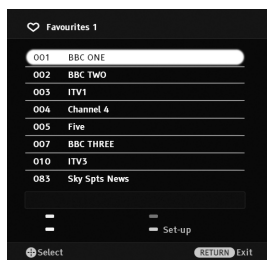 Favourites 1
001 BBC ONE
002 BBC TWO
003 ITV1
004 Channel 4
005 Five
007 BBC THREE
010 ITV3
083 Sky Spts News
Set-up
Select RETURN Exit